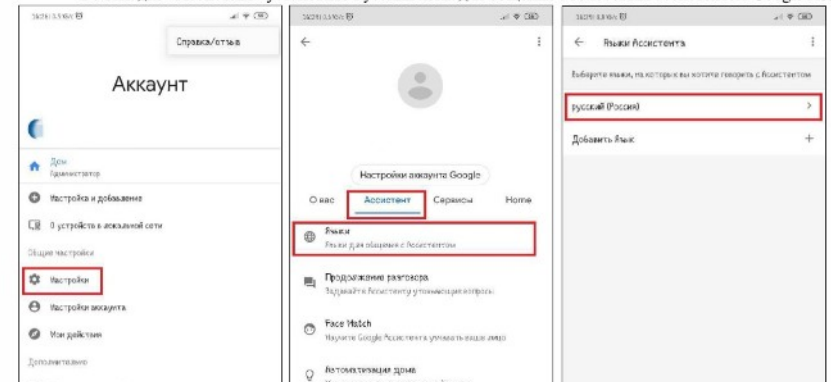 Справка/отзыв
Аккаунт
Дом
Администратор
Настройка и добавление
0 устройств в локальной сети
Общие настройки
Настройки
Настройки аккаунта
Мои действия
Дополнительно
Настройки аккаунта Google
О вас Ассистент Сервисы Home
Языки
Языки для общения с Ассистентом
Продолжение разговора
Задавайте Ассистенту уточняющие вопросы
Face Match
Научите Google Ассистента узнавать ваше лицо
Автоматизация дома
Языки Ассистента
Выберите языки, на которых вы хотите говорить с Ассистентом
русский (Россия)
Добавить язык